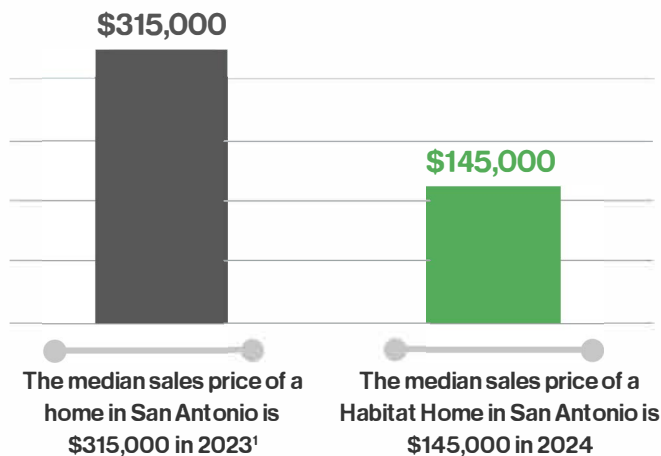 $315,000
$145,000
The median sales price of a
home in San Antonio is
$315,000 in 2023¹
The median sales price of a
Habitat Home in San Antonio is
$145,000 in 2024